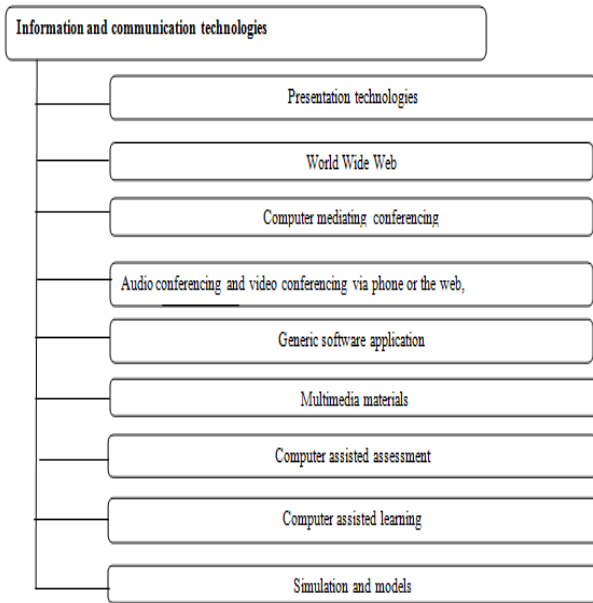 Information and communication technologies
Presentation technologies
World Wide Web
Computer mediating conferencing
Audio conferencing and video conferencing via phone or the web,
Generic software application
Multimedia materials
Computer assisted assessment
Computer assisted learning
Simulation and models